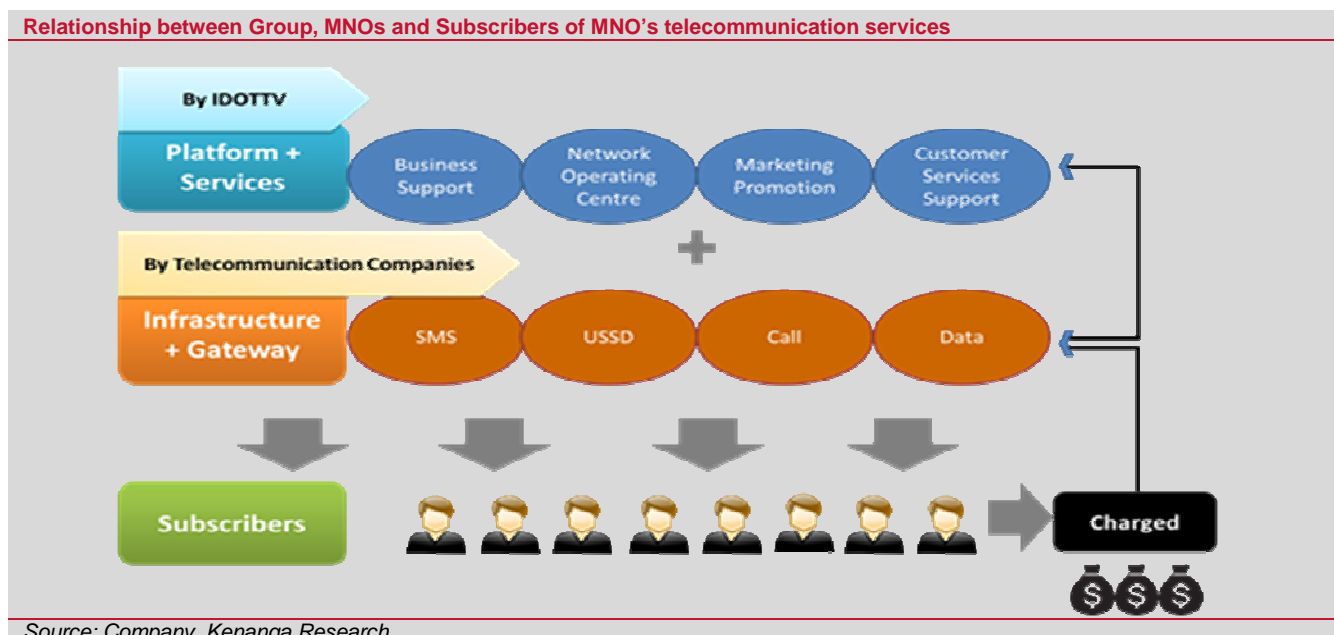 Relationship between Group, MNOs and Subscribers of MNO's telecommunication services
By IDOTTV
Platform +
Services
Business
Support
Network
Operating
Centre
Marketing
Promotion
Customer
Services
Support
+
By Telecommunication Companies
Infrastructure
+ Gateway
SMS
USSD
Call
Data
Subscribers
Charged
$ $ $
Source: Company, Kenanga Research